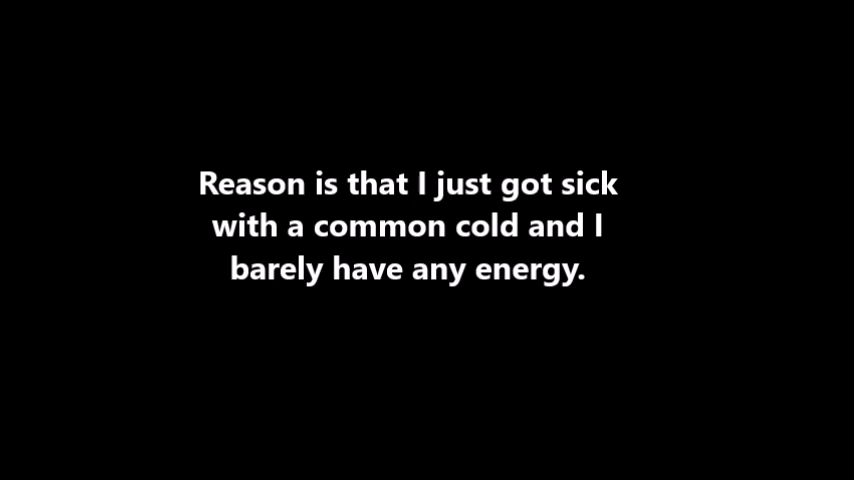 Reason is that I just got sick
with a common cold and I
barely have any energy.